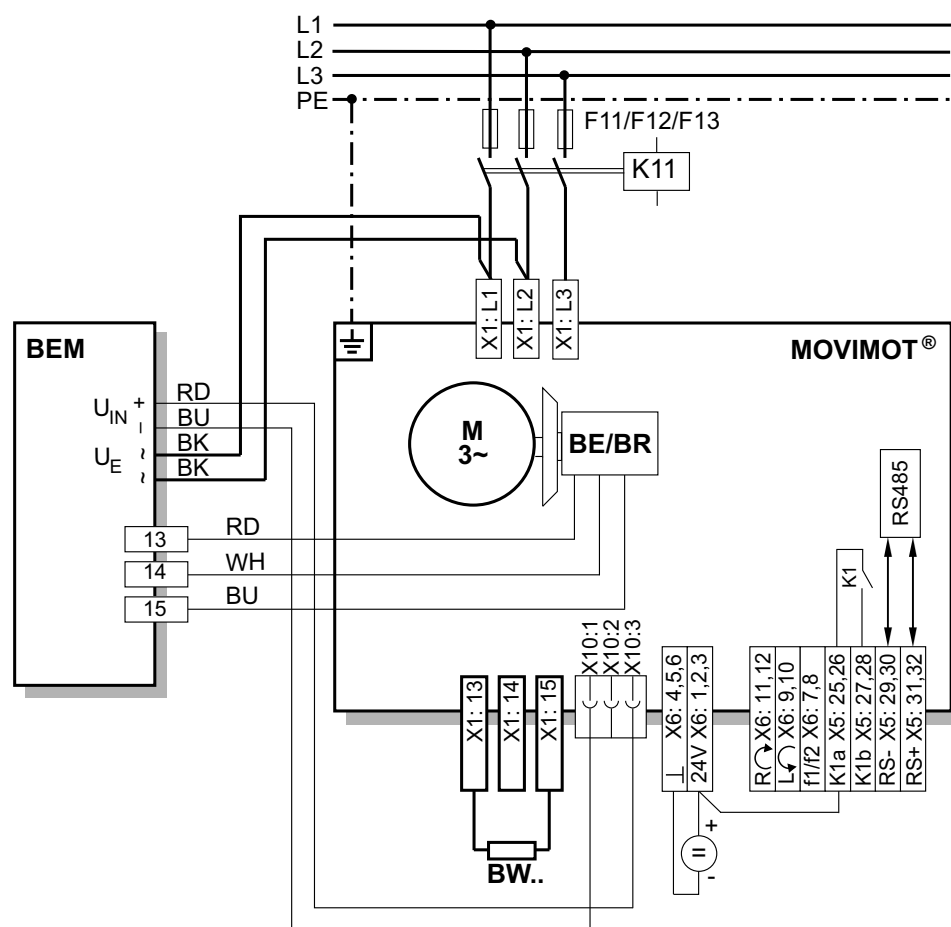 L1
L2
L3
PE
F11/F12/F13
K11
X1: L1
X1: L2
X1: L3
BEM
MOVIMOT ®
UIN + RD
– BU
UE ~ BK
~ BK
M
3~
BE/BR
RS485
13 RD
14 WH
15 BU
K1
X10:1
X10:2
X10:3
X1: 13
X1: 14
X1: 15
⊥ X6: 4,5,6
24V X6: 1,2,3
R X6: 11,12
L X6: 9,10
f1/f2 X6: 7,8
K1a X5: 25,26
K1b X5: 27,28
RS- X5: 29,30
RS+ X5: 31,32
+
=
-
BW..